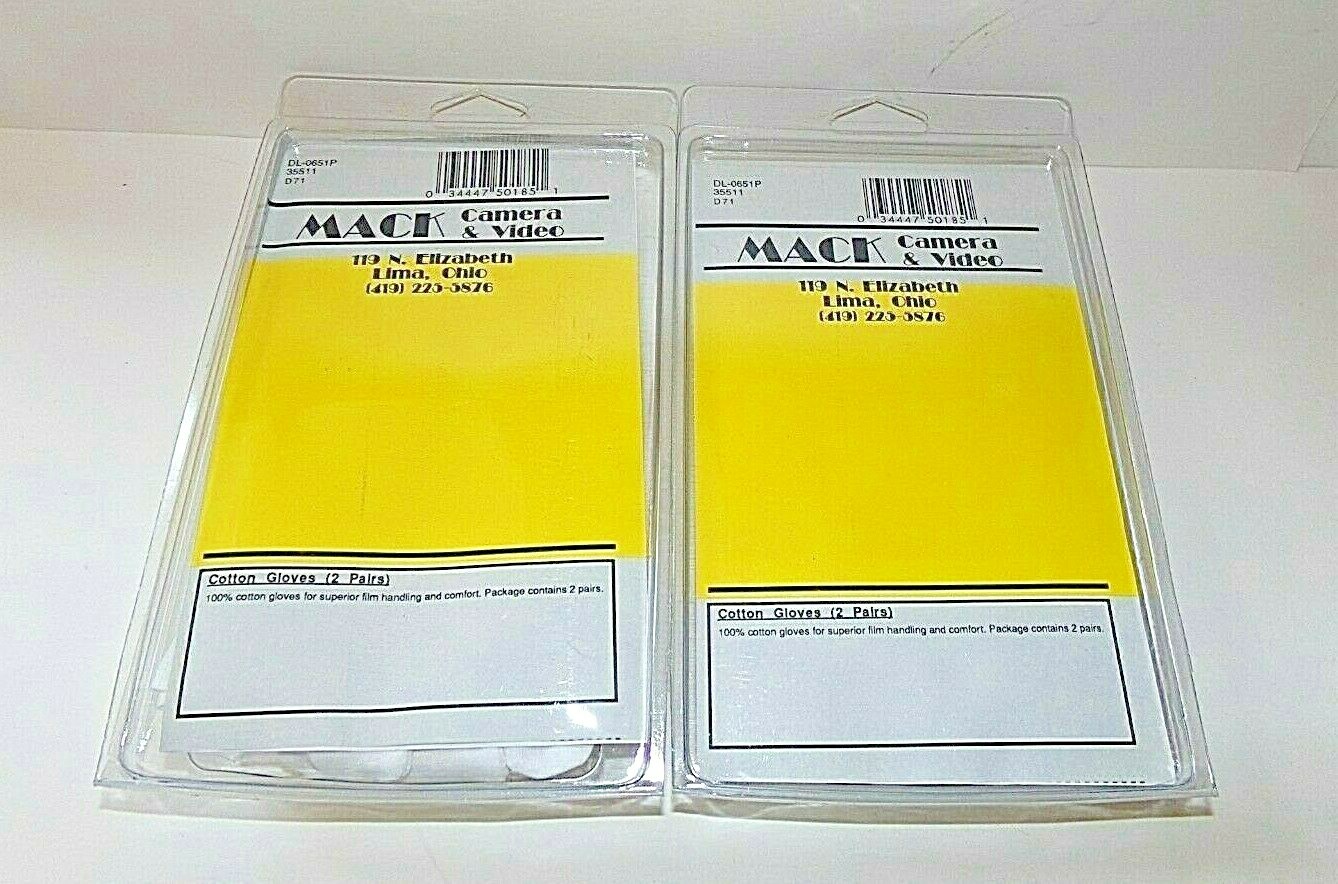 DL-0651P
35511
D71
0 34447 50185 1
MACK Camera
& Video
119 N. Elizabeth
Lima, Ohio
(419) 225-5876
Cotton Gloves (2 Pairs)
100% cotton gloves for superior film handling and comfort. Package contains 2 pairs.
DL-0651P
35511
D71
0 34447 50185 1
MACK Camera
& Video
119 N. Elizabeth
Lima, Ohio
(419) 225-5876
Cotton Gloves (2 Pairs)
100% cotton gloves for superior film handling and comfort. Package contains 2 pairs.